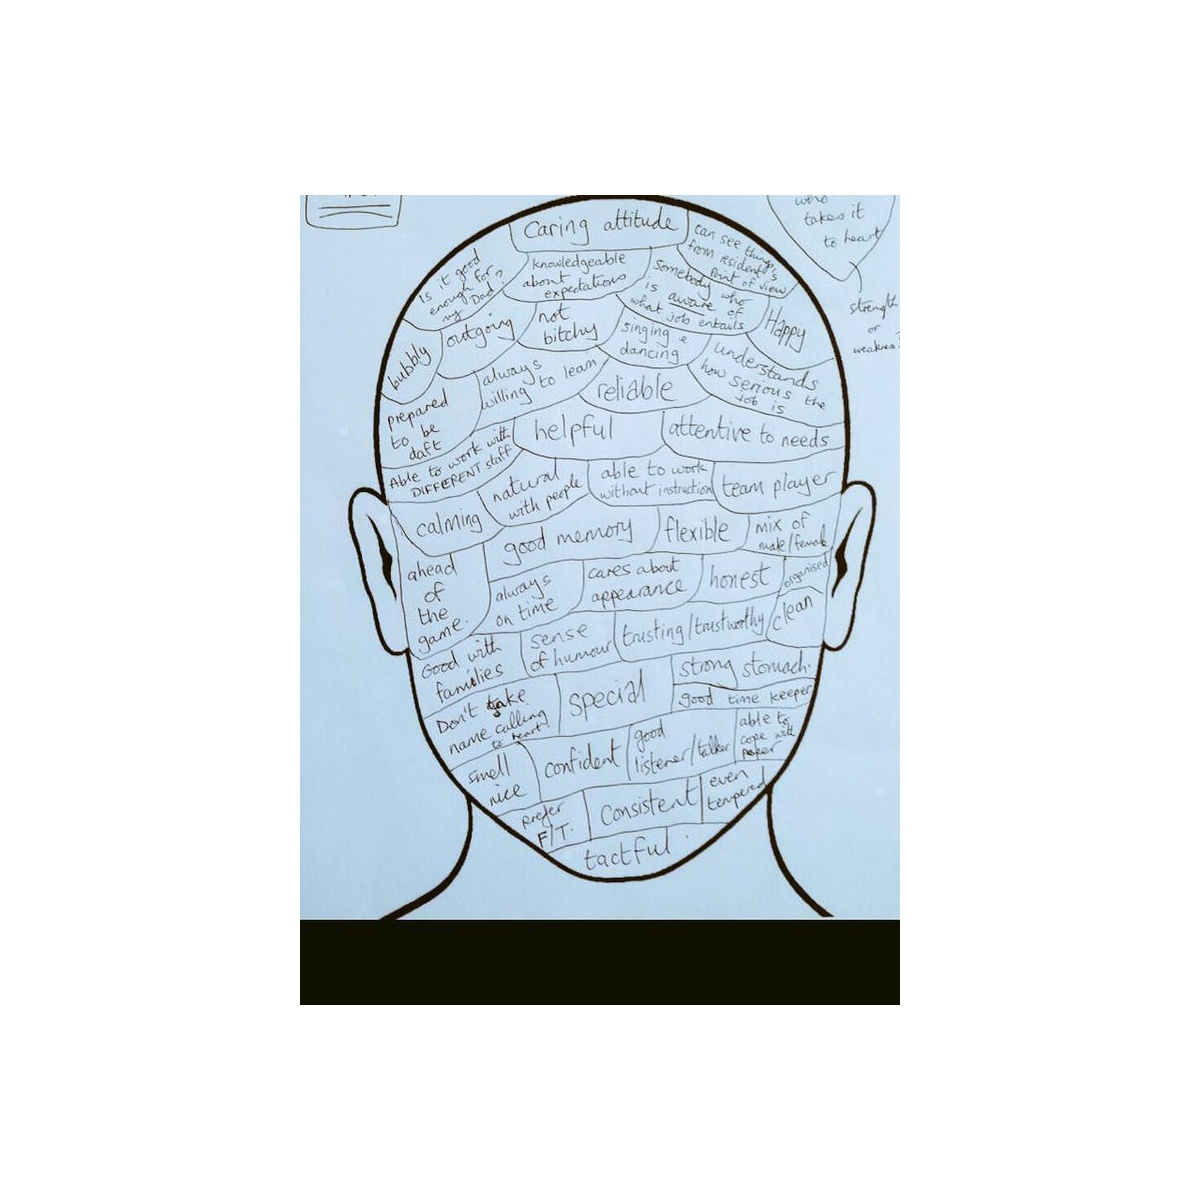 who
takes it
to heart
strength
or
weakness?
Caring attitude
can see things
from resident's
point of view
Is it good
enough for
my Dad?
knowledgeable
about
expectations
somebody who
is aware of
what job entails
Happy
bubbly
outgoing
not
bitchy
singing &
dancing
understands
how serious the
job is
prepared
to be
daft
always
willing to learn
reliable
Able to work with
DIFFERENT staff
helpful
attentive to needs
calming
natural
with people
able to work
without instruction
team player
good memory
flexible
mix of
male/female
ahead
of
the
game.
always
on time
cares about
appearance
honest
organised
Good with
families
sense
of humour
trusting/trustworthy
clean
Don't take
name calling
to heart!
special
strong stomach.
good time keeper
smell
nice
confident
good
listener/talker
able to
cope with
prefer
F/T.
Consistent
even
tempered
tactful